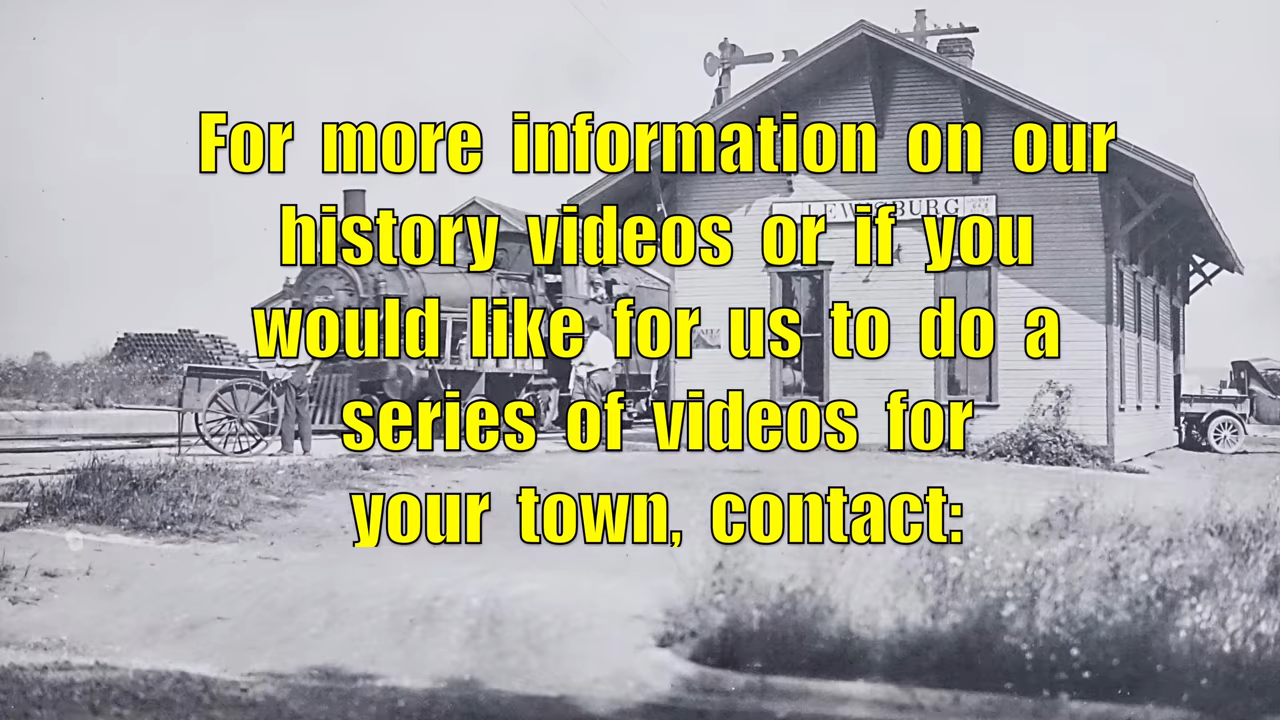 For more information on our
LEWISBURG
history videos or if you
would like for us to do a
series of videos for
your town, contact: